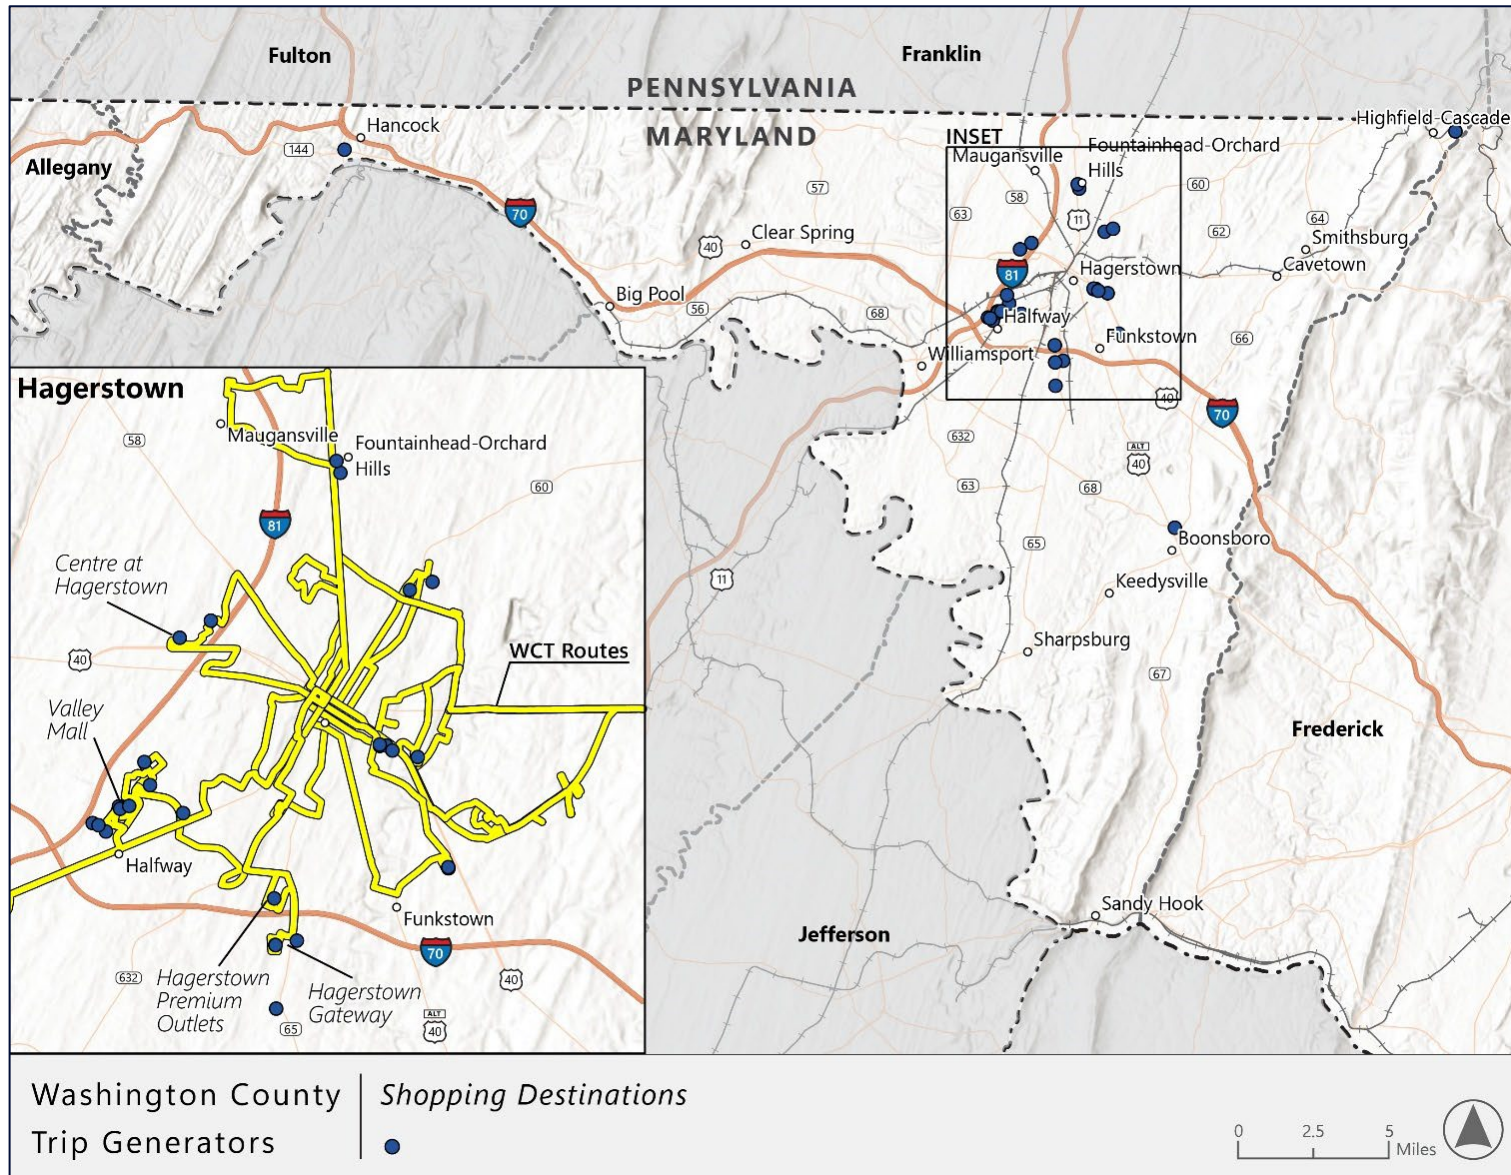 Fulton
Franklin
PENNSYLVANIA
MARYLAND
Hancock
144
Allegany
70
57
40
Clear Spring
Big Pool
56
68
INSET
Maugansville
Fountainhead-Orchard
Hills
58
63
11
60
62
64
Highfield-Cascade
Smithsburg
Cavetown
81
Hagerstown
Halfway
Williamsport
Funkstown
66
40
70
632
ALT
40
63
68
65
Boonsboro
Keedysville
Sharpsburg
67
11
Frederick
Jefferson
Sandy Hook
Hagerstown
58
Maugansville
Fountainhead-Orchard
Hills
60
81
Centre at
Hagerstown
40
WCT Routes
Valley
Mall
Halfway
Funkstown
70
632
Hagerstown
Premium
Outlets
Hagerstown
Gateway
65
40
ALT
40
Washington County
Trip Generators
Shopping Destinations
0 2.5 5
Miles